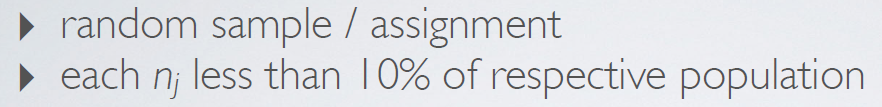 random sample / assignment
each nj less than 10% of respective population